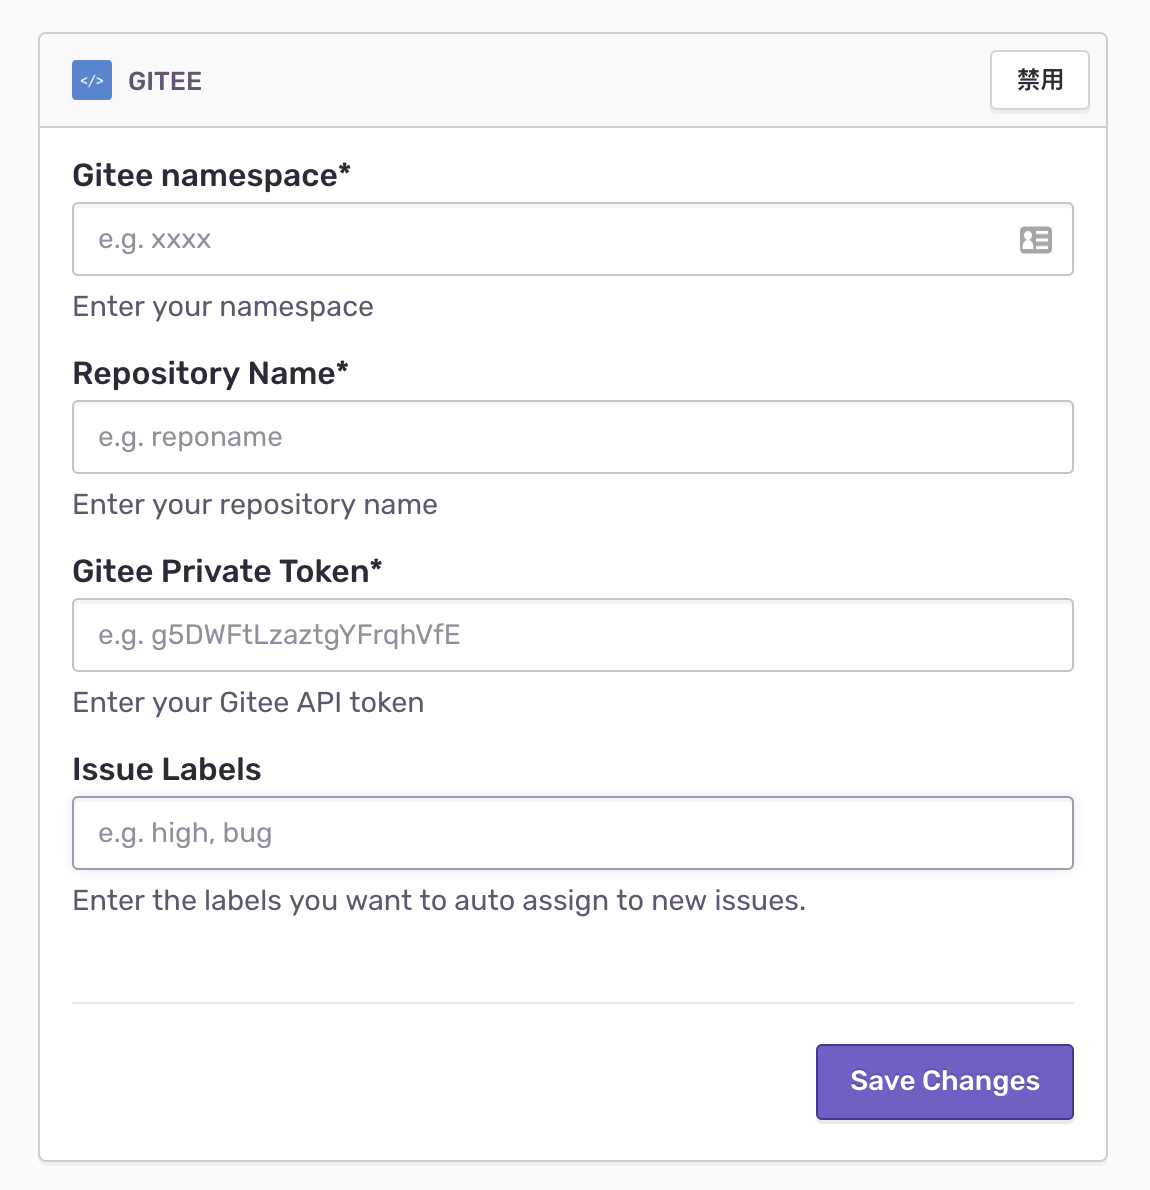 </> GITEE 禁用
Gitee namespace*
e.g. xxxx
Enter your namespace
Repository Name*
e.g. reponame
Enter your repository name
Gitee Private Token*
e.g. g5DWFtLzaztgYFrqhVfE
Enter your Gitee API token
Issue Labels
e.g. high, bug
Enter the labels you want to auto assign to new issues.
Save Changes